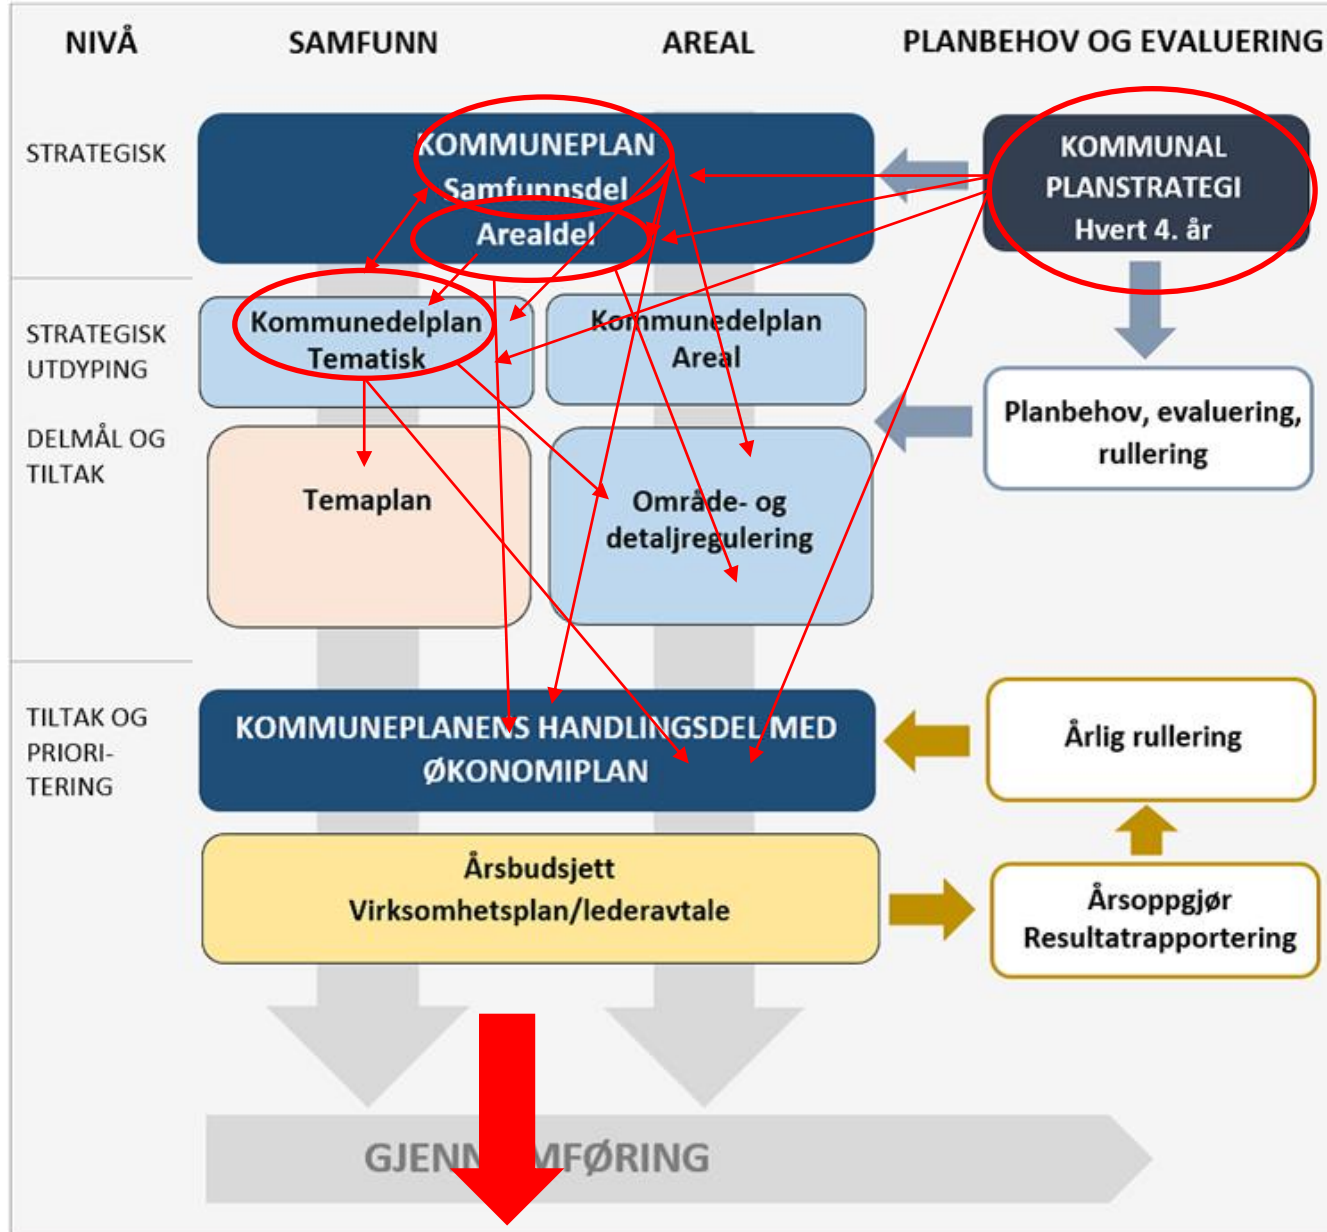 NIVÅ
SAMFUNN
AREAL
PLANBEHOV OG EVALUERING
STRATEGISK
KOMMUNEPLAN
Samfunnsdel
Arealdel
KOMMUNAL
PLANSTRATEGI
Hvert 4. år
STRATEGISK
UTDYPING
Kommunedelplan
Tematisk
Kommunedelplan
Areal
Planbehov, evaluering,
rullering
DELMÅL OG
TILTAK
Temaplan
Område- og
detaljregulering
TILTAK OG
PRIORI-
TERING
KOMMUNEPLANENS HANDLINGSDEL MED
ØKONOMIPLAN
Årlig rullering
Årsbudsjett
Virksomhetsplan/lederavtale
Årsoppgjør
Resultatrapportering
GJENNOMFØRING